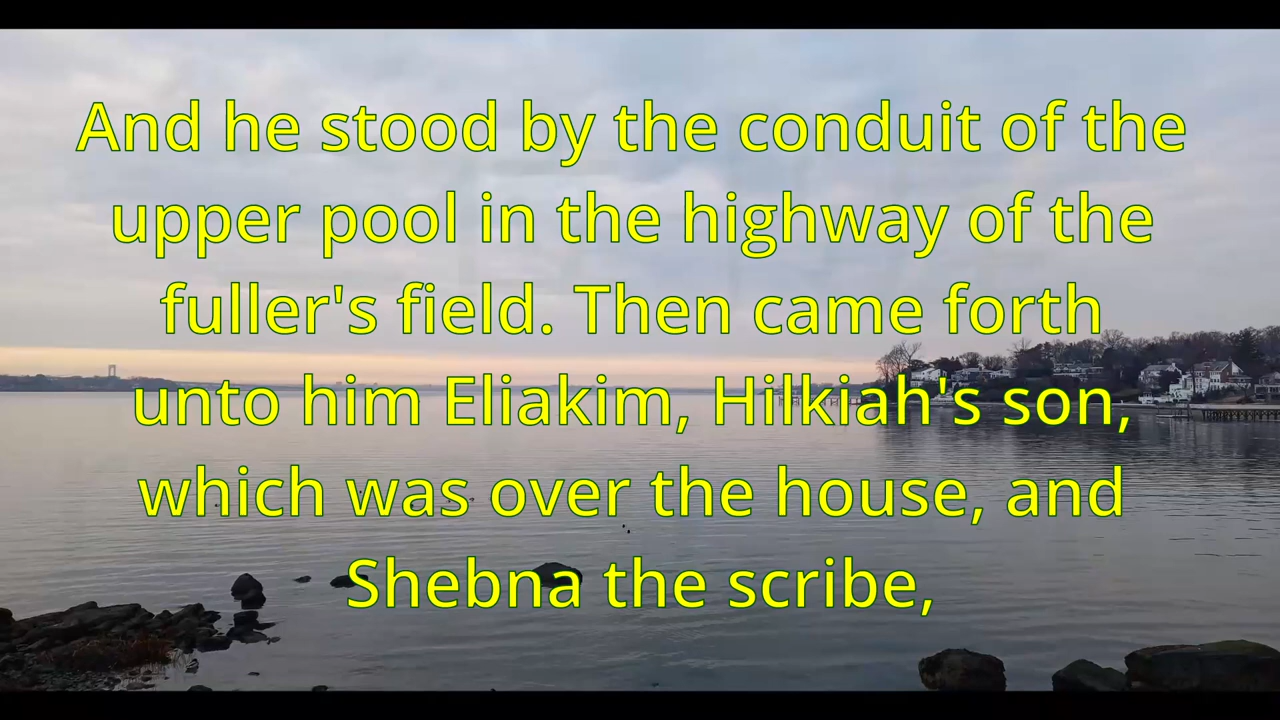 And he stood by the conduit of the
upper pool in the highway of the
fuller's field. Then came forth
unto him Eliakim, Hilkiah's son,
which was over the house, and
Shebna the scribe,